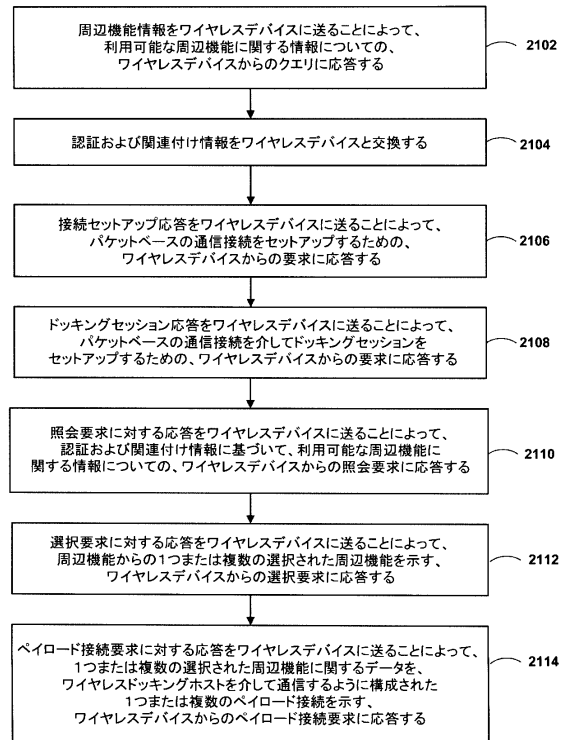 周辺機能情報をワイヤレスデバイスに送ることによって、
利用可能な周辺機能に関する情報についての、
ワイヤレスデバイスからのクエリに応答する
2102
認証および関連付け情報をワイヤレスデバイスと交換する
2104
接続セットアップ応答をワイヤレスデバイスに送ることによって、
パケットベースの通信接続をセットアップするための、
ワイヤレスデバイスからの要求に応答する
2106
ドッキングセッション応答をワイヤレスデバイスに送ることによって、
パケットベースの通信接続を介してドッキングセッションを
セットアップするための、ワイヤレスデバイスからの要求に応答する
2108
照会要求に対する応答をワイヤレスデバイスに送ることによって、
認証および関連付け情報に基づいて、利用可能な周辺機能に
関する情報についての、ワイヤレスデバイスからの照会要求に応答する
2110
選択要求に対する応答をワイヤレスデバイスに送ることによって、
周辺機能からの1つまたは複数の選択された周辺機能を示す、
ワイヤレスデバイスからの選択要求に応答する
2112
ペイロード接続要求に対する応答をワイヤレスデバイスに送ることによって、
1つまたは複数の選択された周辺機能に関するデータを、
ワイヤレスドッキングホストを介して通信するように構成された
1つまたは複数のペイロード接続を示す、
ワイヤレスデバイスからのペイロード接続要求に応答する
2114